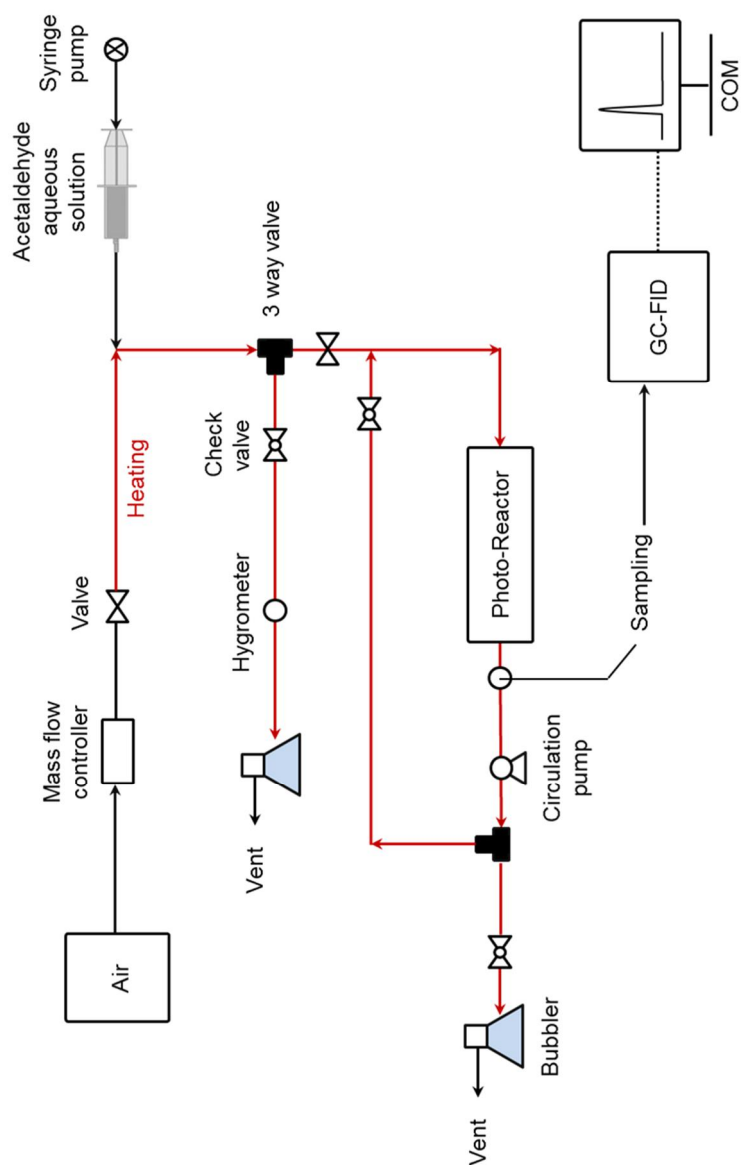 Air
Mass flow
controller
Valve
Heating
Acetaldehyde
aqueous
solution
Syringe
pump
Vent
Hygrometer
Check
valve
3 way valve
Vent
Bubbler
Circulation
pump
Photo-Reactor
Sampling
GC-FID
COM